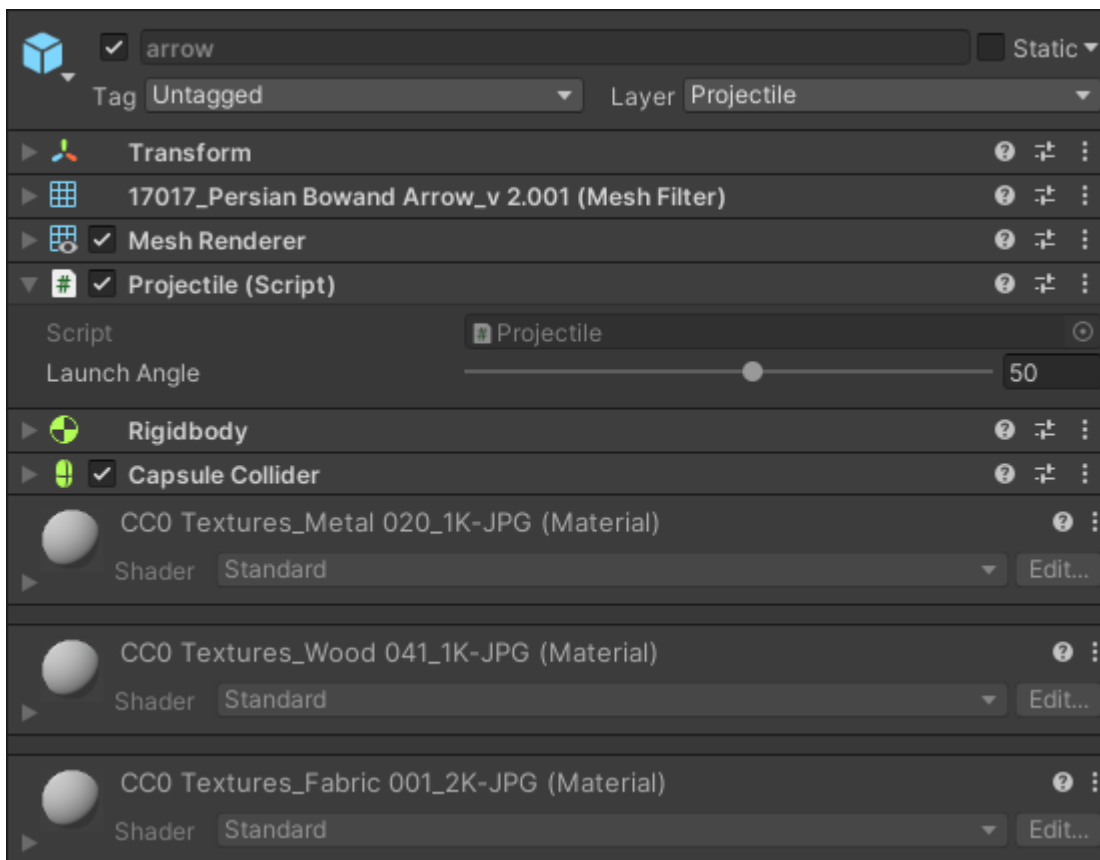 arrow Static
Tag Untagged Layer Projectile
Transform
17017_Persian Bowand Arrow_v 2.001 (Mesh Filter)
Mesh Renderer
# Projectile (Script)
Script # Projectile
Launch Angle 50
Rigidbody
Capsule Collider
CC0 Textures_Metal 020_1K-JPG (Material)
Shader Standard Edit...
CC0 Textures_Wood 041_1K-JPG (Material)
Shader Standard Edit...
CC0 Textures_Fabric 001_2K-JPG (Material)
Shader Standard Edit...